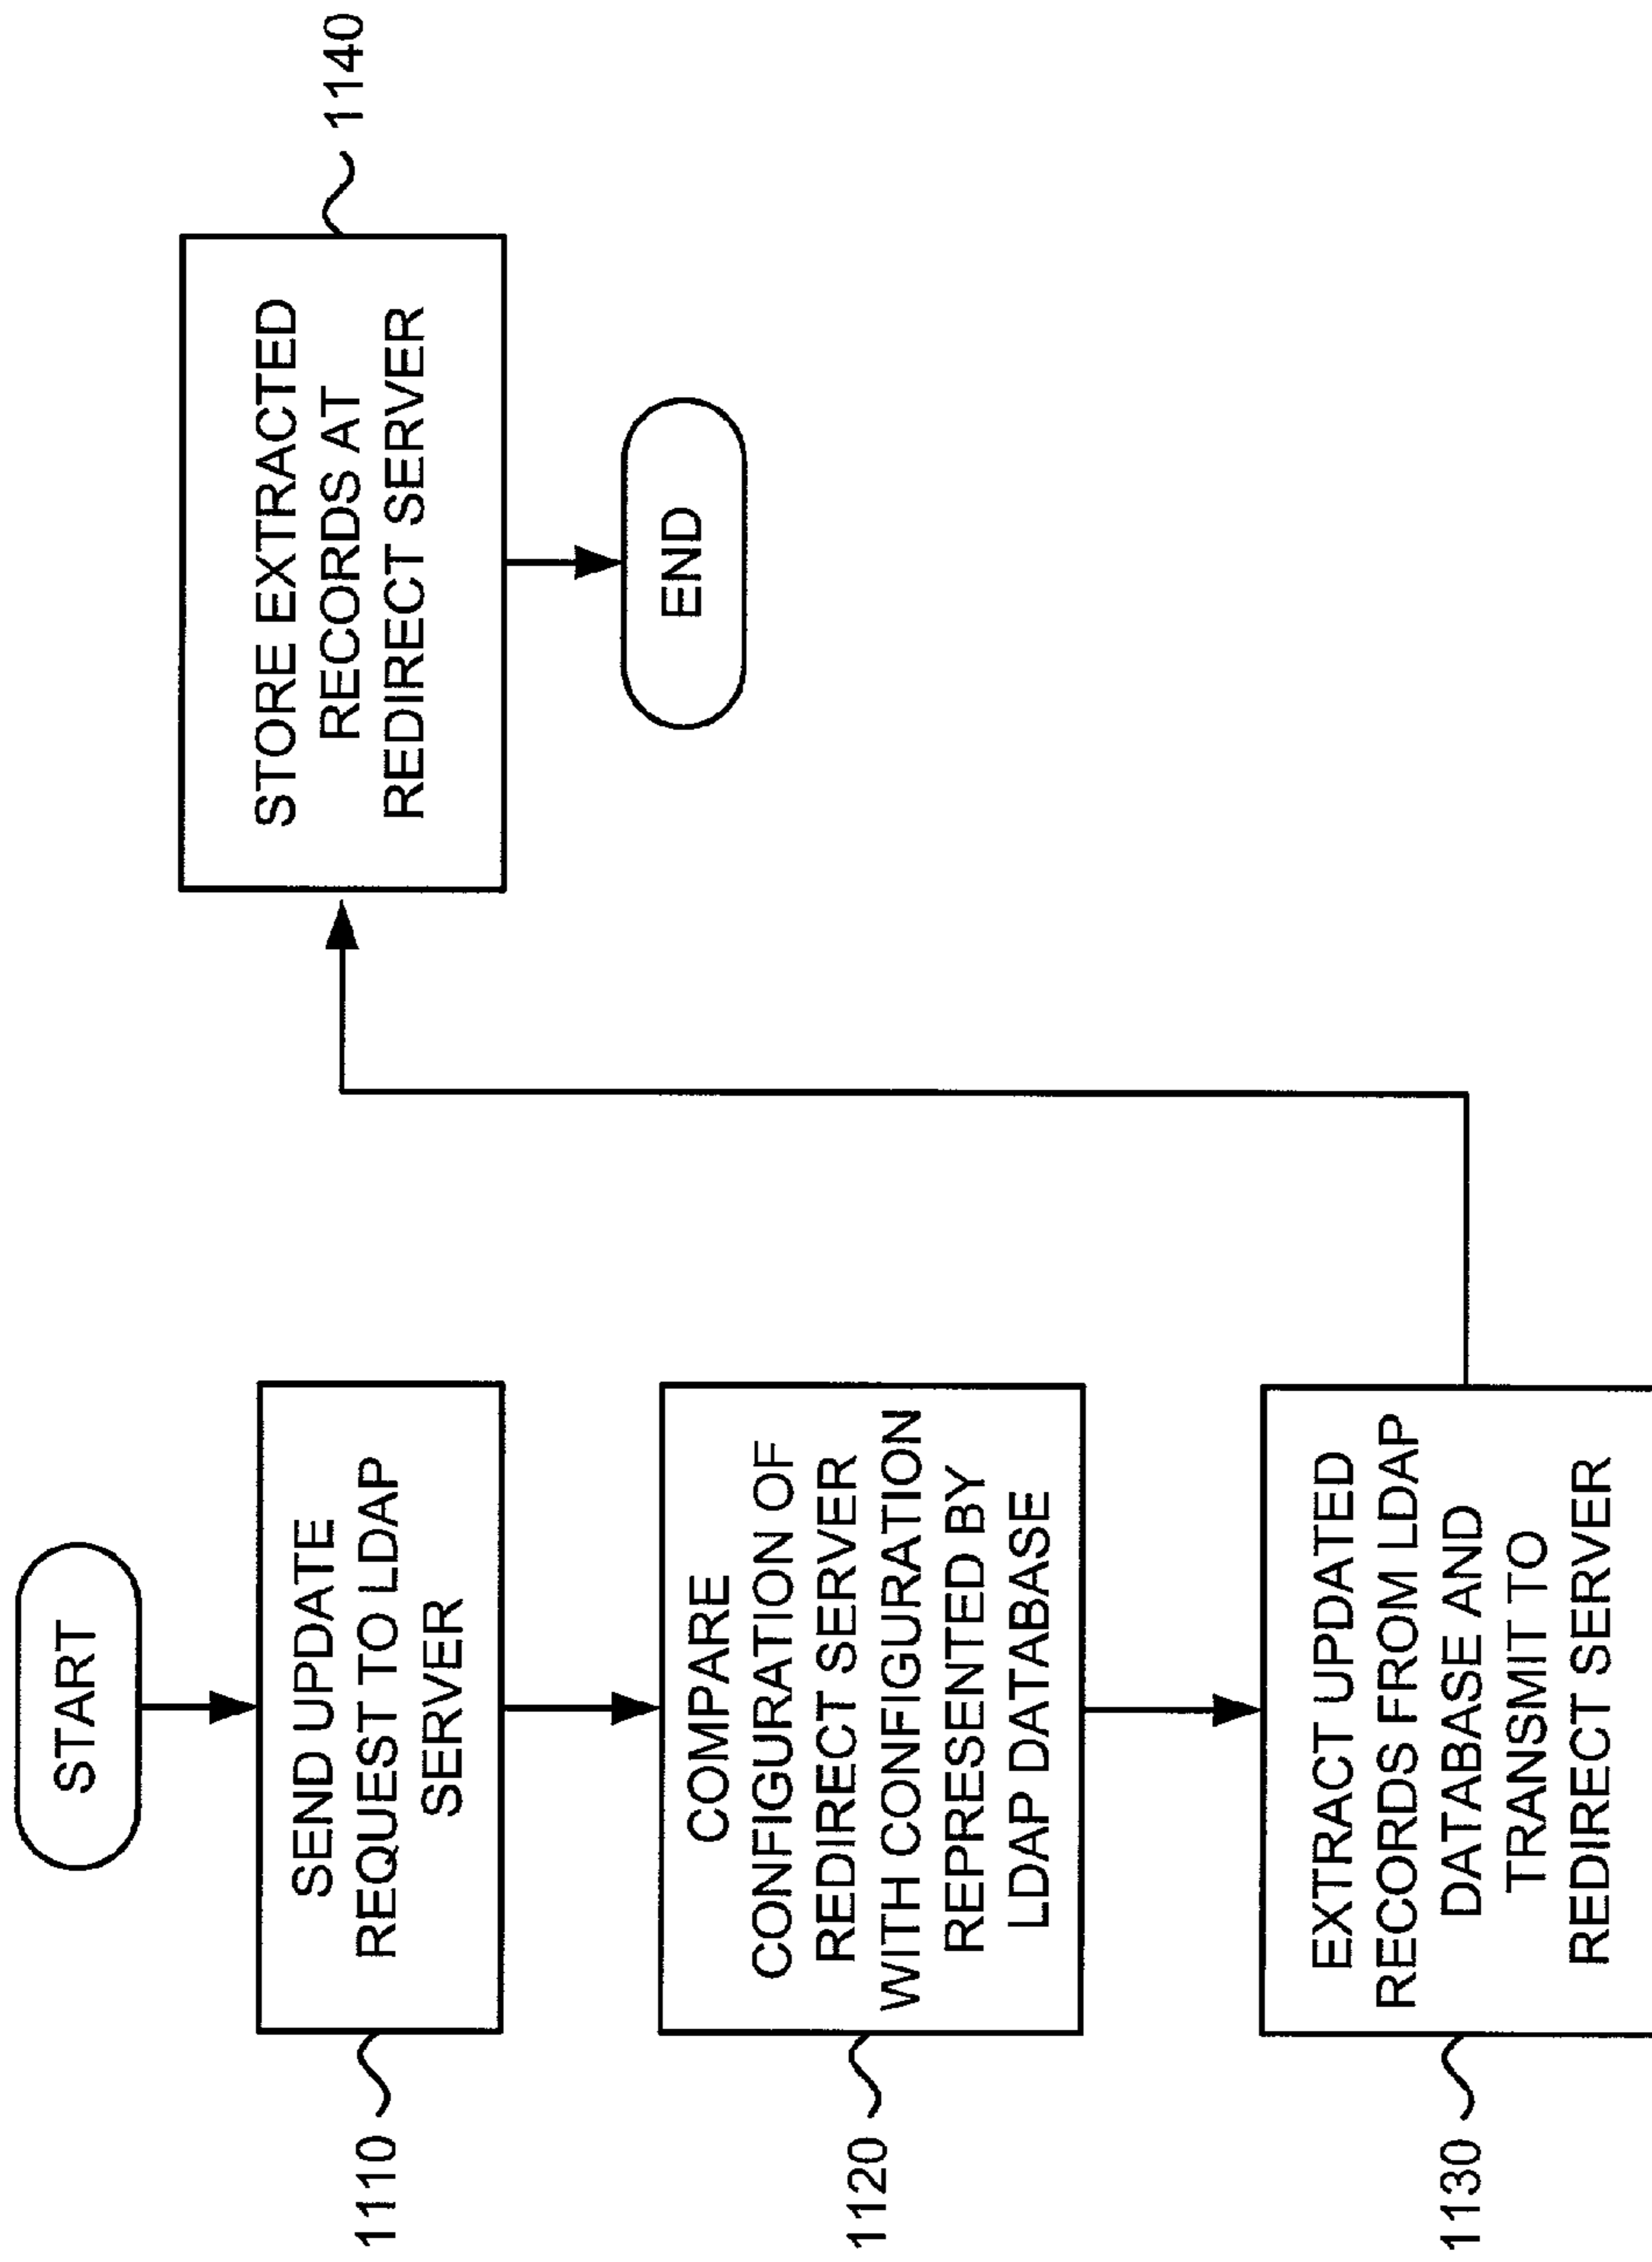 START
SEND UPDATE
REQUEST TO LDAP
SERVER
1110
COMPARE
CONFIGURATION OF
REDIRECT SERVER
WITH CONFIGURATION
REPRESENTED BY
LDAP DATABASE
1120
EXTRACT UPDATED
RECORDS FROM LDAP
DATABASE AND
TRANSMIT TO
REDIRECT SERVER
1130
STORE EXTRACTED
RECORDS AT
REDIRECT SERVER
1140
END